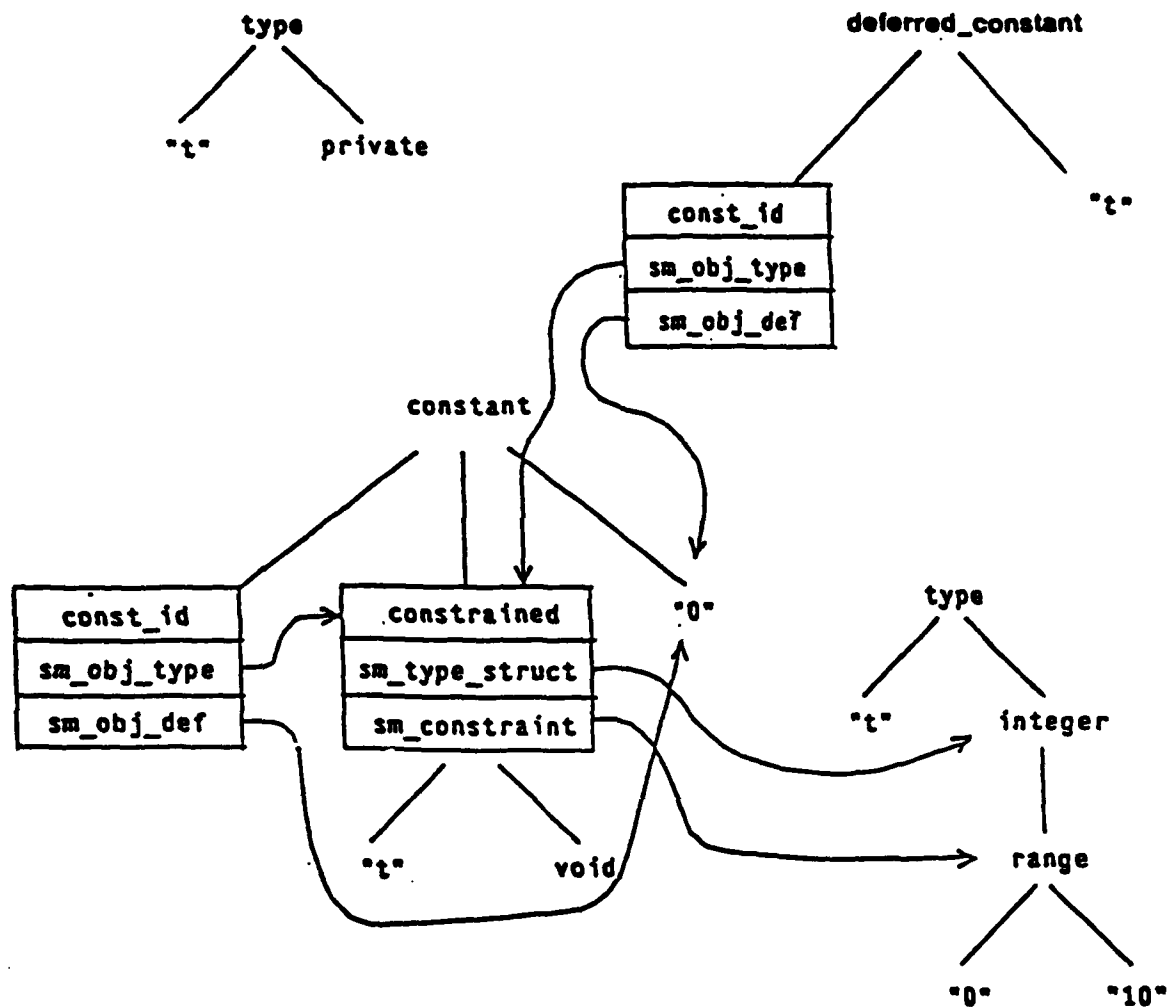 type
deferred_constant
"t"
private
const_id
"t"
sm_obj_type
sm_obj_def
constant
const_id
constrained
"0"
type
sm_obj_type
sm_type_struct
sm_obj_def
sm_constraint
"t"
integer
"t"
void
range
"0"
"10"